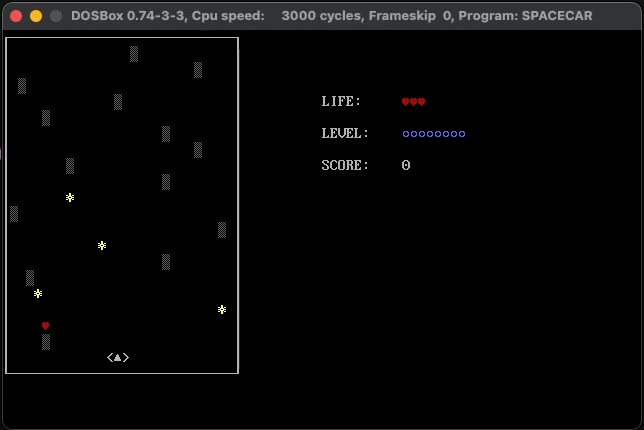 DOSBox 0.74-3-3, Cpu speed: 3000 cycles, Frameskip 0, Program: SPACECAR
LIFE: ♥♥♥
LEVEL: ○○○○○○○○
SCORE: 0